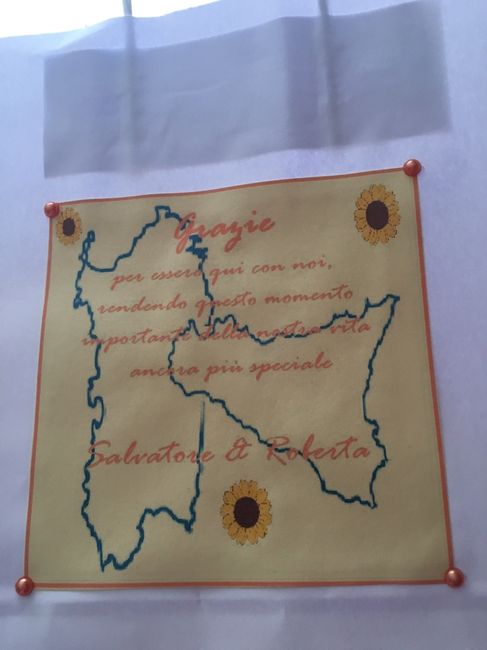 Grazie
per essere qui con noi,
rendendo questo momento
importante della nostra vita
ancora più speciale
Salvatore & Roberta